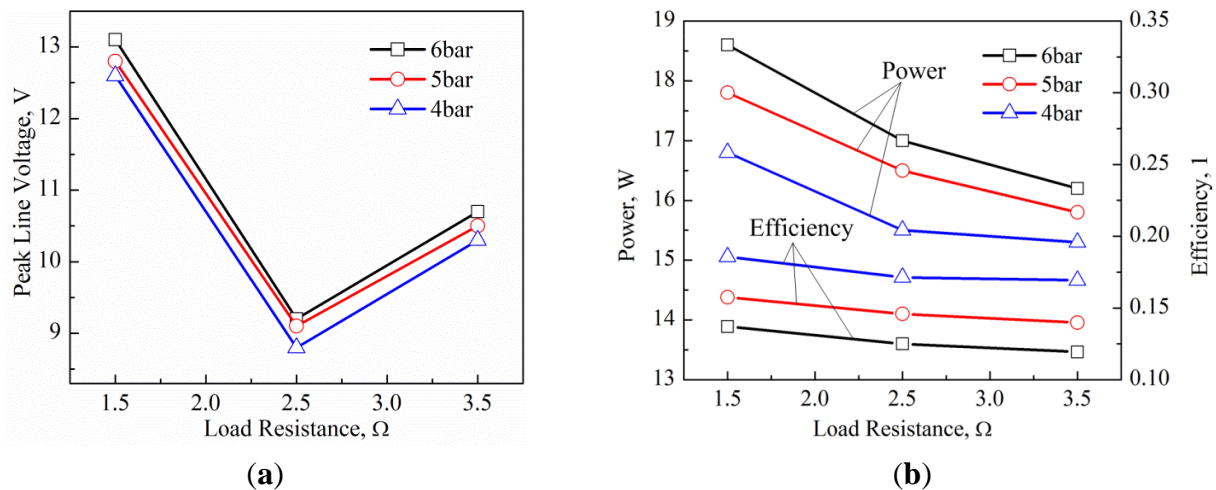 13
12
11
10
9
Peak Line Voltage, V
6bar
5bar
4bar
1.5
2.0
2.5
3.0
3.5
Load Resistance, Ω
(a)
19
18
17
16
15
14
13
Power, W
Power
Efficiency
6bar
5bar
4bar
0.35
0.30
0.25
0.20
0.15
0.10
Efficiency, 1
1.5
2.0
2.5
3.0
3.5
Load Resistance, Ω
(b)